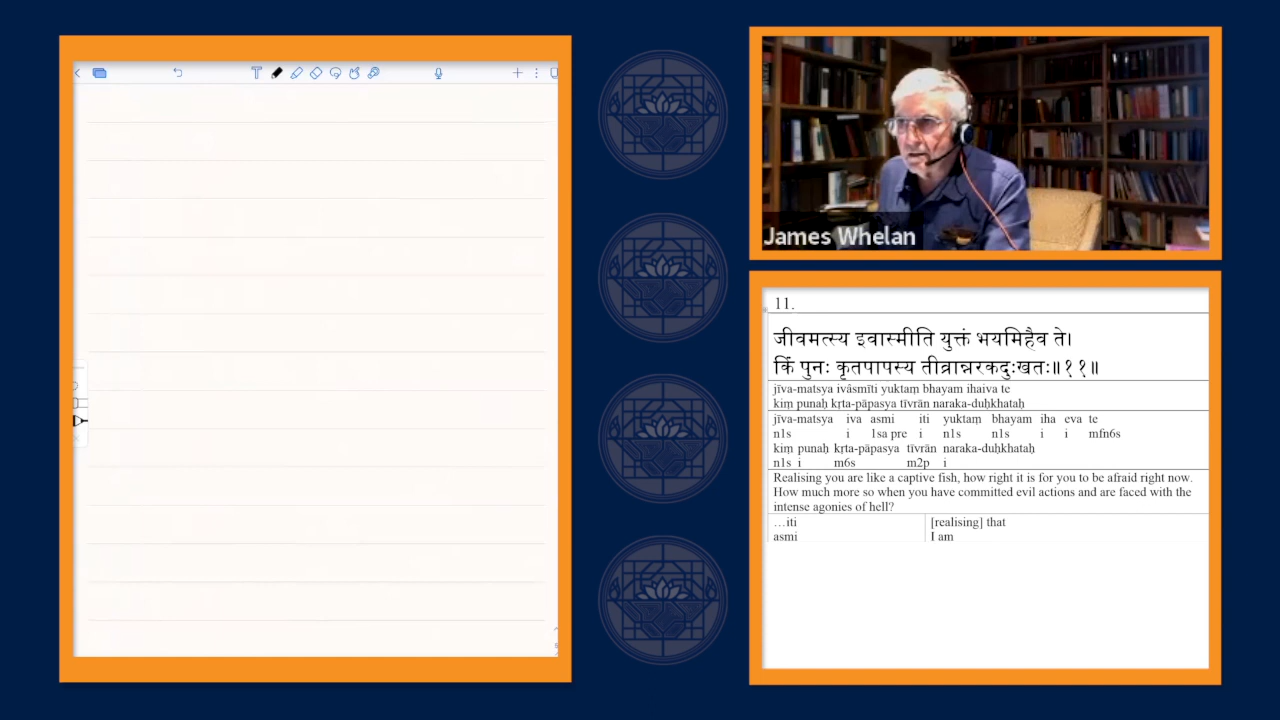 James Whelan
11.
जीवमत्स्य इवास्मीति युक्तं भयमिहैव ते।
किं पुनः कृतपापस्य तीव्रान्नरकदुःखतः॥११॥
jīva-matsya ivāsmīti yuktaṃ bhayam ihaiva te
kiṃ punaḥ kṛta-pāpasya tīvrān naraka-duḥkhataḥ
jīva-matsya iva asmi iti yuktaṃ bhayam iha eva te
n1s i 1sa pre i n1s n1s i i mfn6s
kiṃ punaḥ kṛta-pāpasya tīvrān naraka-duḥkhataḥ
n1s i m6s m2p i
Realising you are like a captive fish, how right it is for you to be afraid right now.
How much more so when you have committed evil actions and are faced with the
intense agonies of hell?
…iti [realising] that
asmi I am